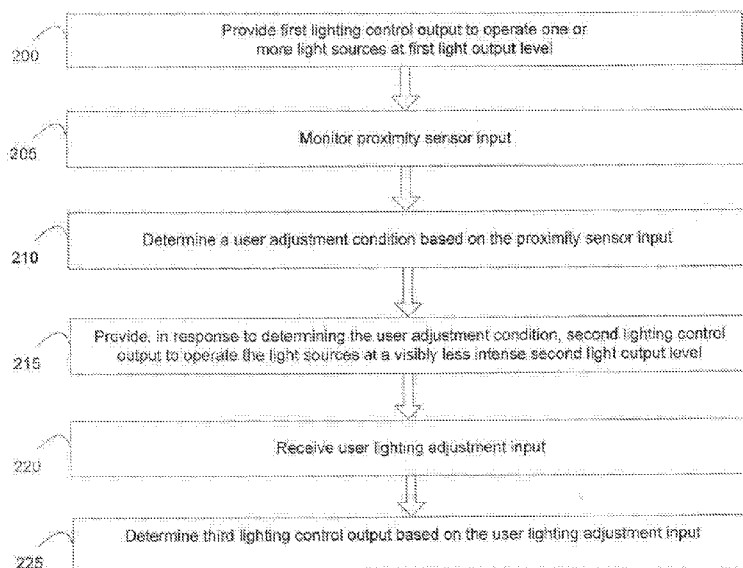 Provide first lighting control output to operate one or
more light sources at first light output level
200
Monitor proximity sensor input
205
Determine a user adjustment condition based on the proximity sensor input
210
Provide, in response to determining the user adjustment condition, second lighting control
output to operate the light sources at a visibly less intense second light output level
215
Receive user lighting adjustment input
220
Determine third lighting control output based on the user lighting adjustment input
225